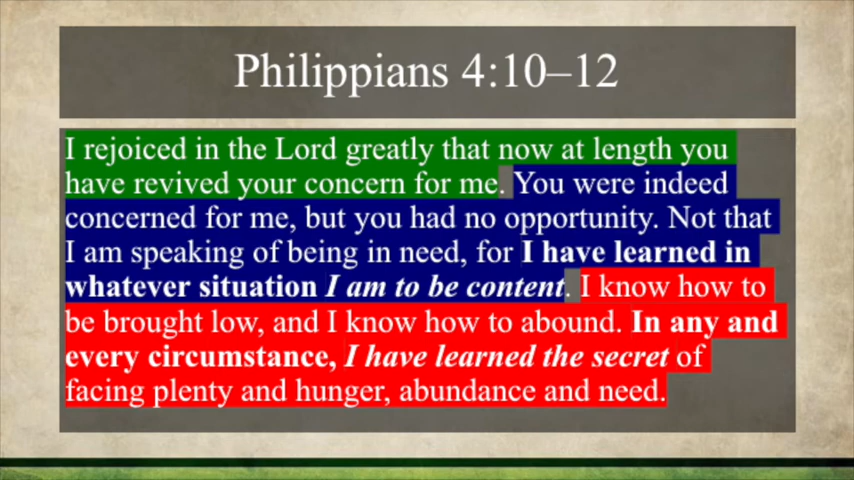 Philippians 4:10–12
I rejoiced in the Lord greatly that now at length you
have revived your concern for me. You were indeed
concerned for me, but you had no opportunity. Not that
I am speaking of being in need, for I have learned in
whatever situation I am to be content. I know how to
be brought low, and I know how to abound. In any and
every circumstance, I have learned the secret of
facing plenty and hunger, abundance and need.